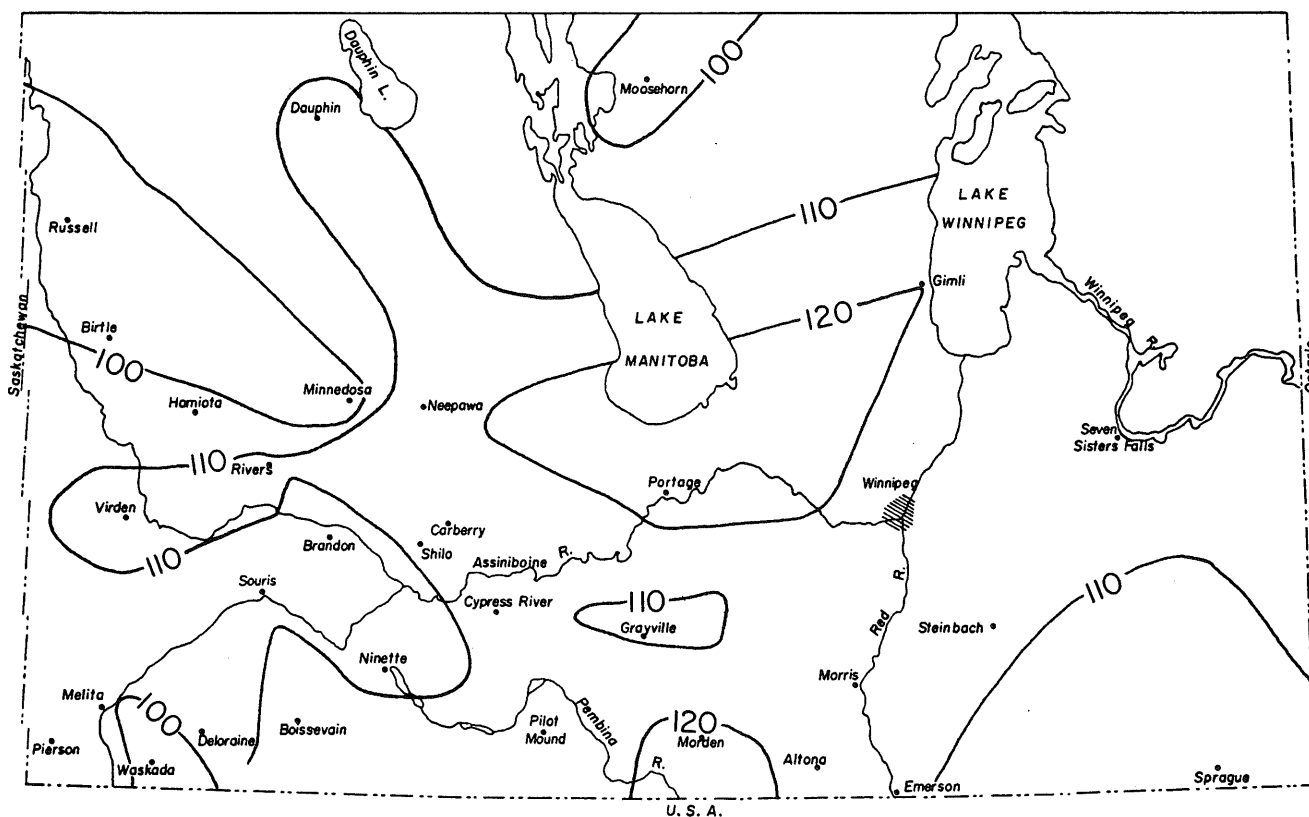 Dauphin L.
Moosehorn
100
Dauphin
LAKE
WINNIPEG
110
Russell
Gimli
Winnipeg
R.
Saskatchewan
LAKE
MANITOBA
120
Birtle
100
Minnedosa
Hamiota
Neepawa
Seven
Sisters Falls
110
Rivers
Portage
Winnipeg
Virden
Carberry
Brandon
Shilo
110
Assiniboine R.
Souris
110
Cypress River
Grayville
Red R.
Steinbach
110
Ninette
Morris
Melita
100
Pierson
Deloraine
Boissevain
Pilot
Mound
Pembina
R.
120
Morden
Altona
Waskada
Emerson
Sprague
U. S. A.